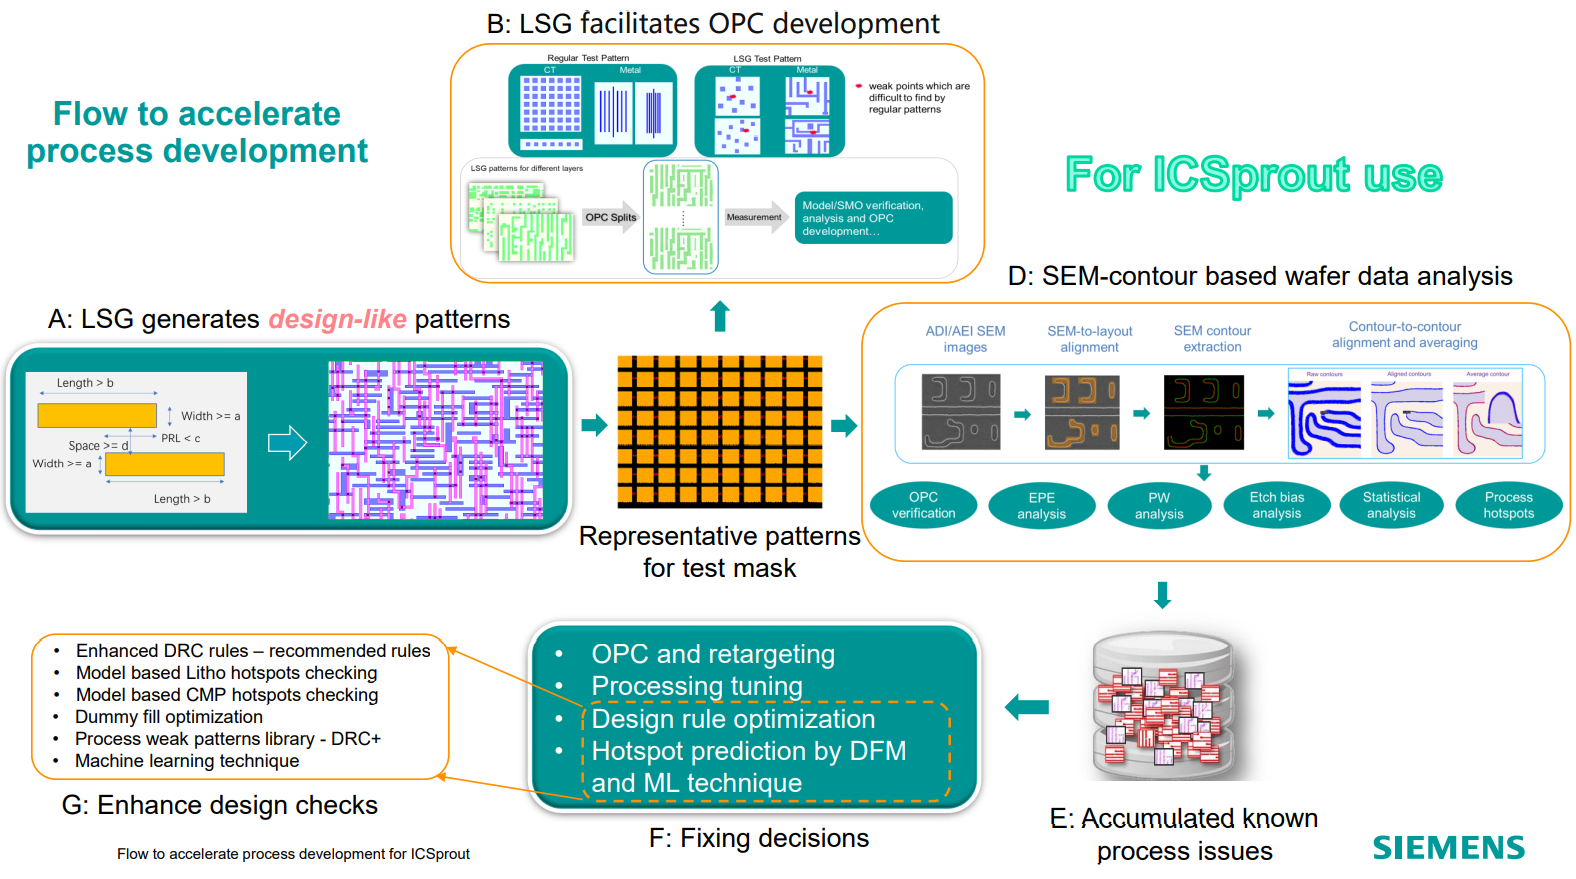 Flow to accelerate
process development
B: LSG facilitates OPC development
Regular Test Pattern
CT
Metal
LSG Test Pattern
CT
Metal
weak points which are
difficult to find by
regular patterns
LSG patterns for different layers
OPC Splits
Measurement
Model/SMO verification,
analysis and OPC
development…
For ICSprout use
A: LSG generates design-like patterns
Length > b
Width >= a
PRL < c
Space >= d
Width >= a
Length > b
Representative patterns
for test mask
D: SEM-contour based wafer data analysis
ADI/AEI SEM
images
SEM-to-layout
alignment
SEM contour
extraction
Contour-to-contour
alignment and averaging
Raw contours
Aligned contours
Average contour
OPC
verification
EPE
analysis
PW
analysis
Etch bias
analysis
Statistical
analysis
Process
hotspots
E: Accumulated known
process issues
• OPC and retargeting
• Processing tuning
• Design rule optimization
• Hotspot prediction by DFM
and ML technique
F: Fixing decisions
• Enhanced DRC rules – recommended rules
• Model based Litho hotspots checking
• Model based CMP hotspots checking
• Dummy fill optimization
• Process weak patterns library - DRC+
• Machine learning technique
G: Enhance design checks
Flow to accelerate process development for ICSprout
SIEMENS